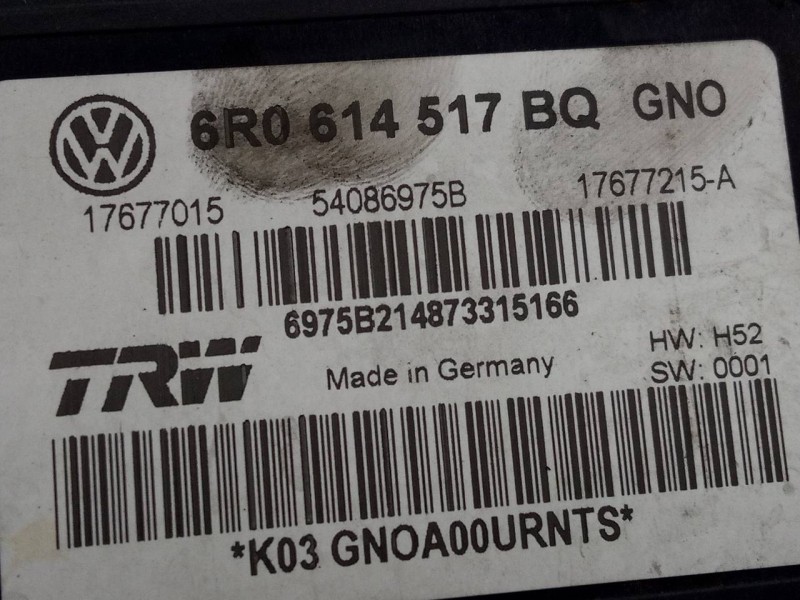 6R0 614 517 BQ GNO
17677015 54086975B 17677215-A
6975B214873315166
TRW Made in Germany
HW: H52
SW: 0001
*K03 GNOA00URNTS*